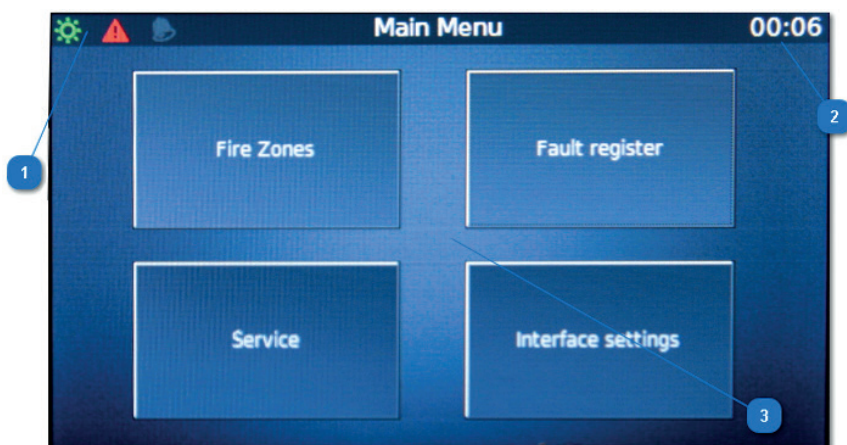 Main Menu 00:06
2
Fire Zones
Fault register
1
Service
Interface settings
3